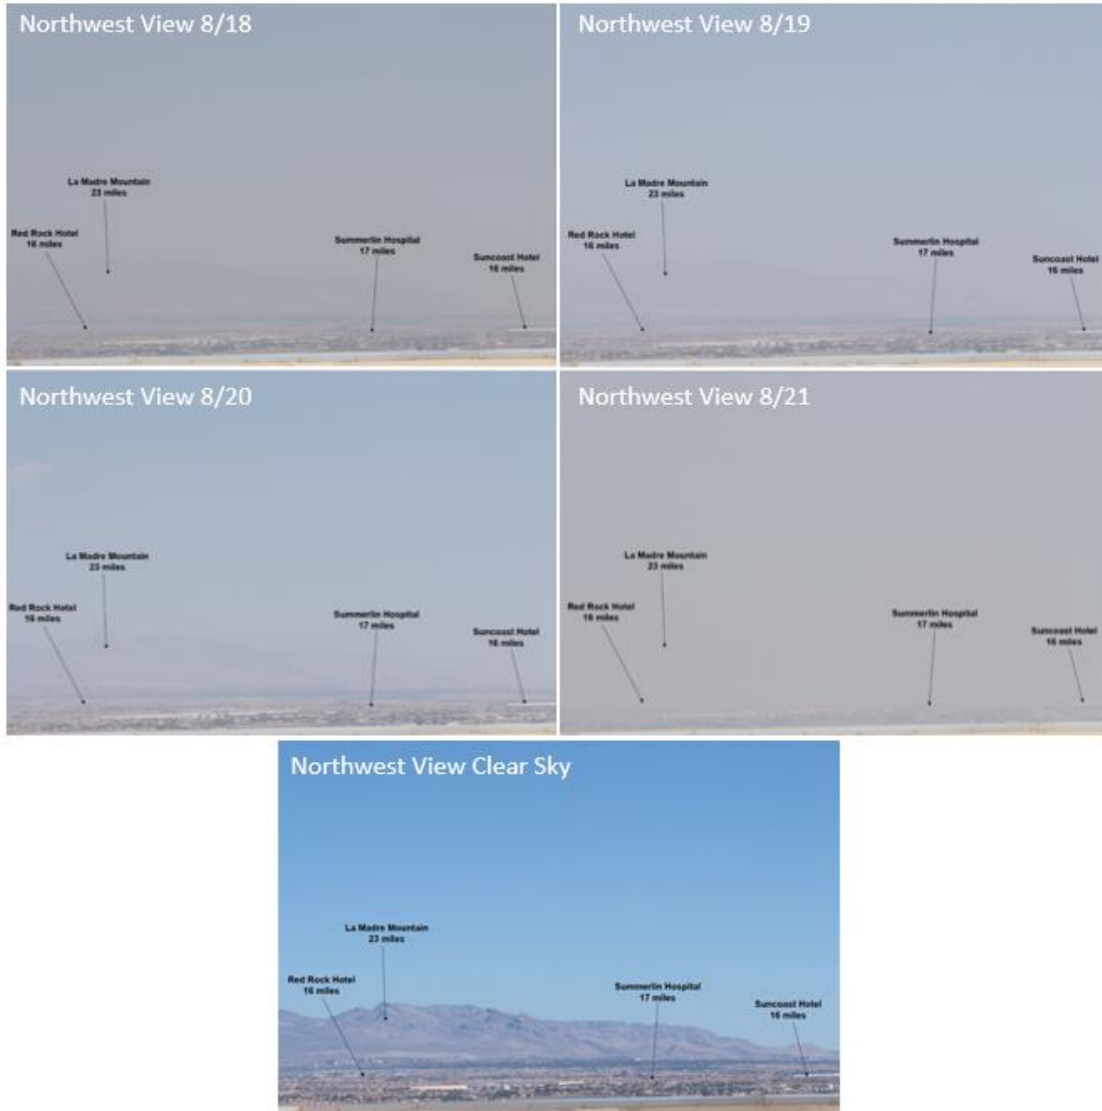 Northwest View 8/18
La Madre Mountain
23 miles
Red Rock Hotel
16 miles
Summerlin Hospital
17 miles
Suncoast Hotel
16 miles
Northwest View 8/19
La Madre Mountain
23 miles
Red Rock Hotel
16 miles
Summerlin Hospital
17 miles
Suncoast Hotel
16 miles
Northwest View 8/20
La Madre Mountain
23 miles
Red Rock Hotel
16 miles
Summerlin Hospital
17 miles
Suncoast Hotel
16 miles
Northwest View 8/21
La Madre Mountain
23 miles
Red Rock Hotel
16 miles
Summerlin Hospital
17 miles
Suncoast Hotel
16 miles
Northwest View Clear Sky
La Madre Mountain
23 miles
Red Rock Hotel
16 miles
Summerlin Hospital
17 miles
Suncoast Hotel
16 miles